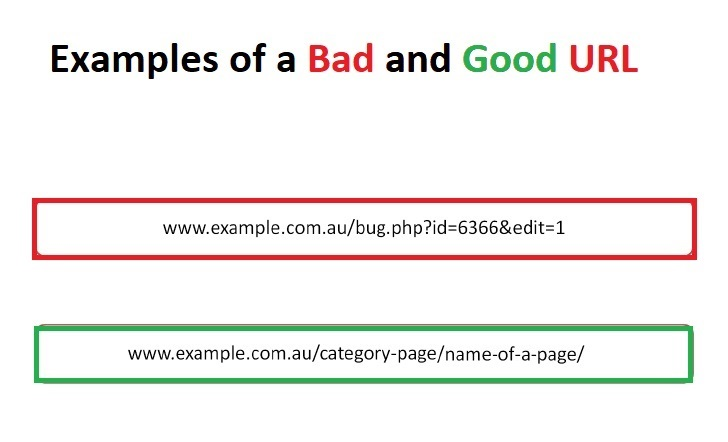 Examples of a Bad and Good URL
www.example.com.au/bug.php?id=6366&edit=1
www.example.com.au/category-page/name-of-a-page/